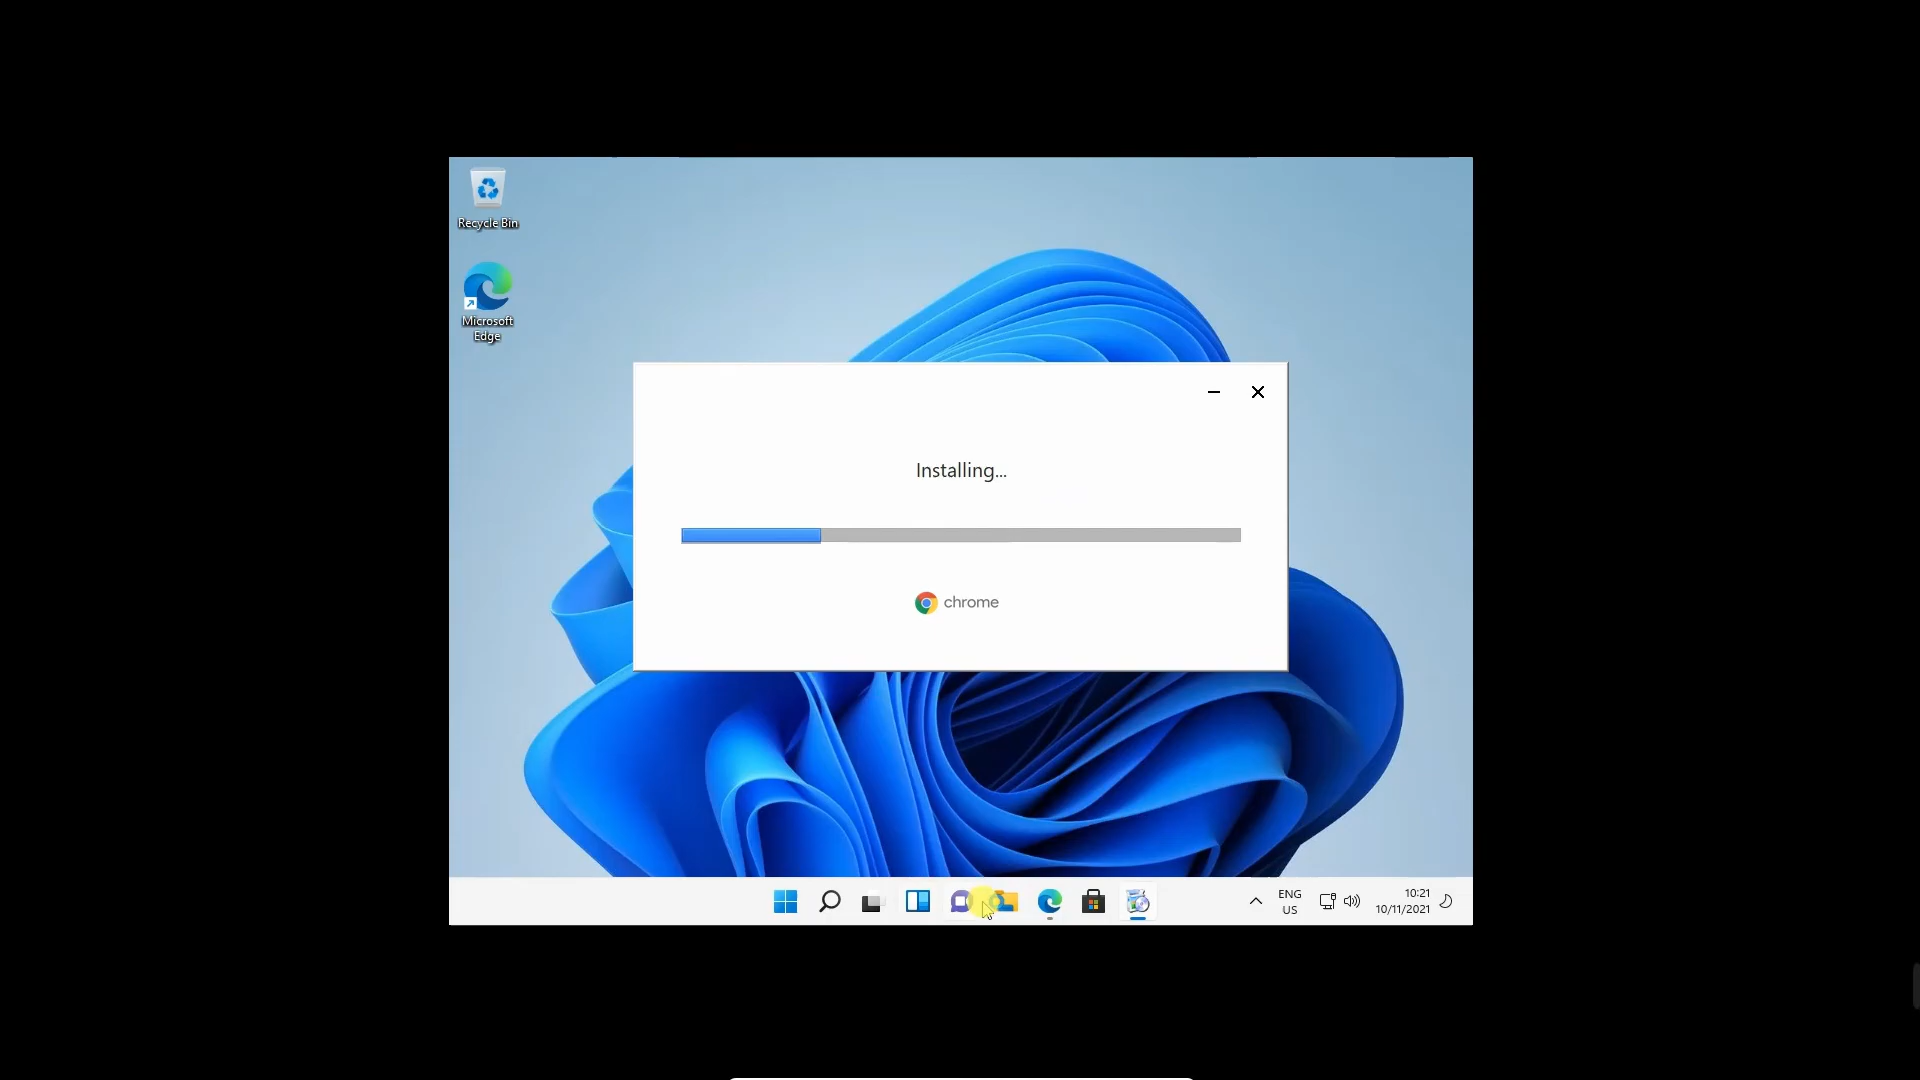 Recycle Bin
Microsoft
Edge
Installing...
chrome
ENG
US
10:21
10/11/2021